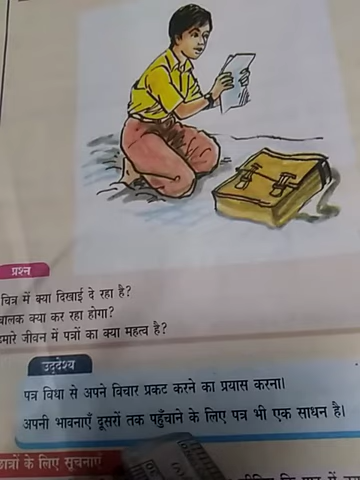 प्रश्न
चित्र में क्या दिखाई दे रहा है?
बालक क्या कर रहा होगा?
हमारे जीवन में पत्रों का क्या महत्व है?
उद्देश्य
पत्र विधा से अपने विचार प्रकट करने का प्रयास करना।
अपनी भावनाएँ दूसरों तक पहुँचाने के लिए पत्र भी एक साधन है।
छात्रों के लिए सूचनाएँ